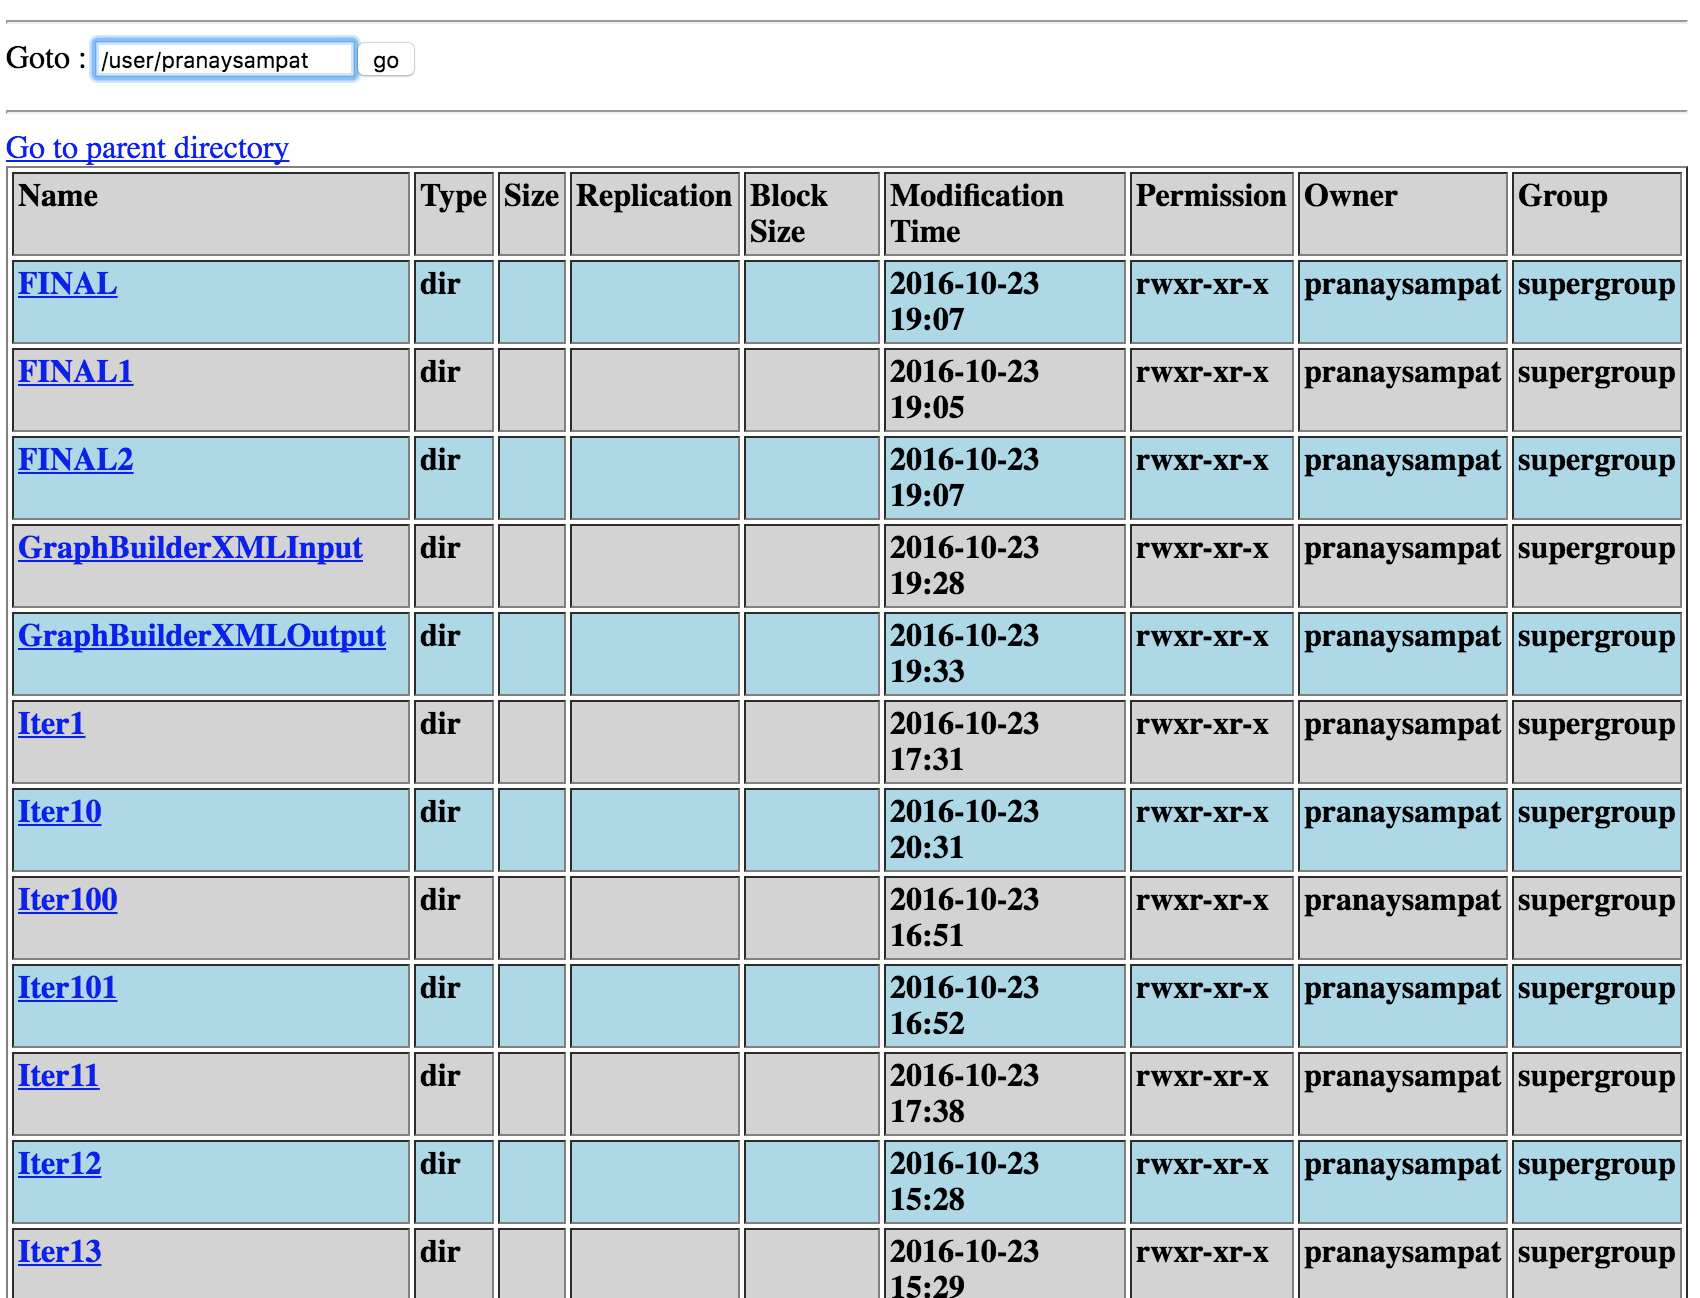 Goto : /user/pranaysampat go
Go to parent directory
Name Type Size Replication Block Size Modification Time Permission Owner Group
FINAL dir 2016-10-23 19:07 rwxr-xr-x pranaysampat supergroup
FINAL1 dir 2016-10-23 19:05 rwxr-xr-x pranaysampat supergroup
FINAL2 dir 2016-10-23 19:07 rwxr-xr-x pranaysampat supergroup
GraphBuilderXMLInput dir 2016-10-23 19:28 rwxr-xr-x pranaysampat supergroup
GraphBuilderXMLOutput dir 2016-10-23 19:33 rwxr-xr-x pranaysampat supergroup
Iter1 dir 2016-10-23 17:31 rwxr-xr-x pranaysampat supergroup
Iter10 dir 2016-10-23 20:31 rwxr-xr-x pranaysampat supergroup
Iter100 dir 2016-10-23 16:51 rwxr-xr-x pranaysampat supergroup
Iter101 dir 2016-10-23 16:52 rwxr-xr-x pranaysampat supergroup
Iter11 dir 2016-10-23 17:38 rwxr-xr-x pranaysampat supergroup
Iter12 dir 2016-10-23 15:28 rwxr-xr-x pranaysampat supergroup
Iter13 dir 2016-10-23 15:29 rwxr-xr-x pranaysampat supergroup